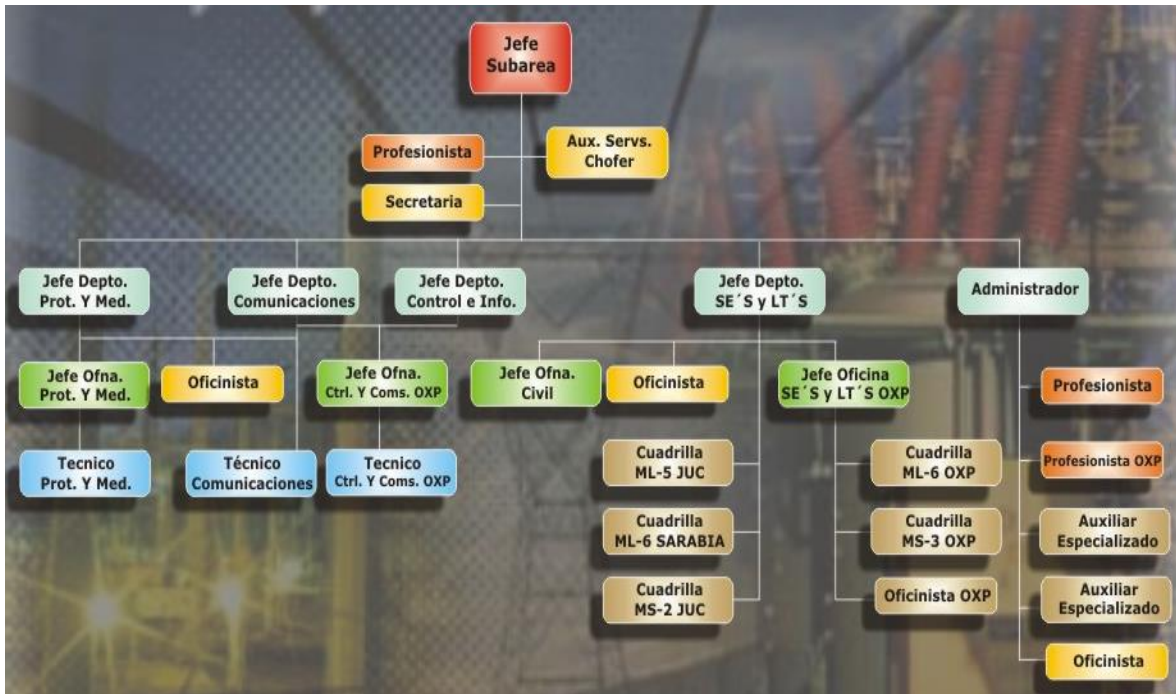 Jefe
Subarea
Profesionista
Aux. Servs.
Chofer
Secretaria
Jefe Depto.
Prot. Y Med.
Jefe Depto.
Comunicaciones
Jefe Depto.
Control e Info.
Jefe Depto.
SE´S y LT´S
Administrador
Jefe Ofna.
Prot. Y Med.
Oficinista
Jefe Ofna.
Ctrl. Y Coms. OXP
Jefe Ofna.
Civil
Oficinista
Jefe Oficina
SE´S y LT´S OXP
Profesionista
Tecnico
Prot. Y Med.
Técnico
Comunicaciones
Tecnico
Ctrl. Y Coms. OXP
Cuadrilla
ML-5 JUC
Cuadrilla
ML-6 OXP
Profesionista OXP
Cuadrilla
ML-6 SARABIA
Cuadrilla
MS-3 OXP
Auxiliar
Especializado
Cuadrilla
MS-2 JUC
Oficinista OXP
Auxiliar
Especializado
Oficinista